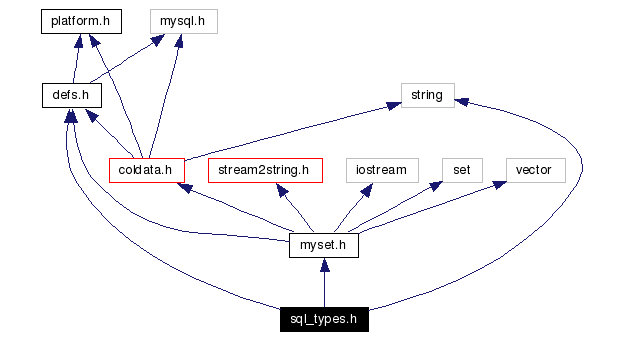 platform.h
mysql.h
defs.h
string
coldata.h
stream2string.h
iostream
set
vector
myset.h
sql_types.h